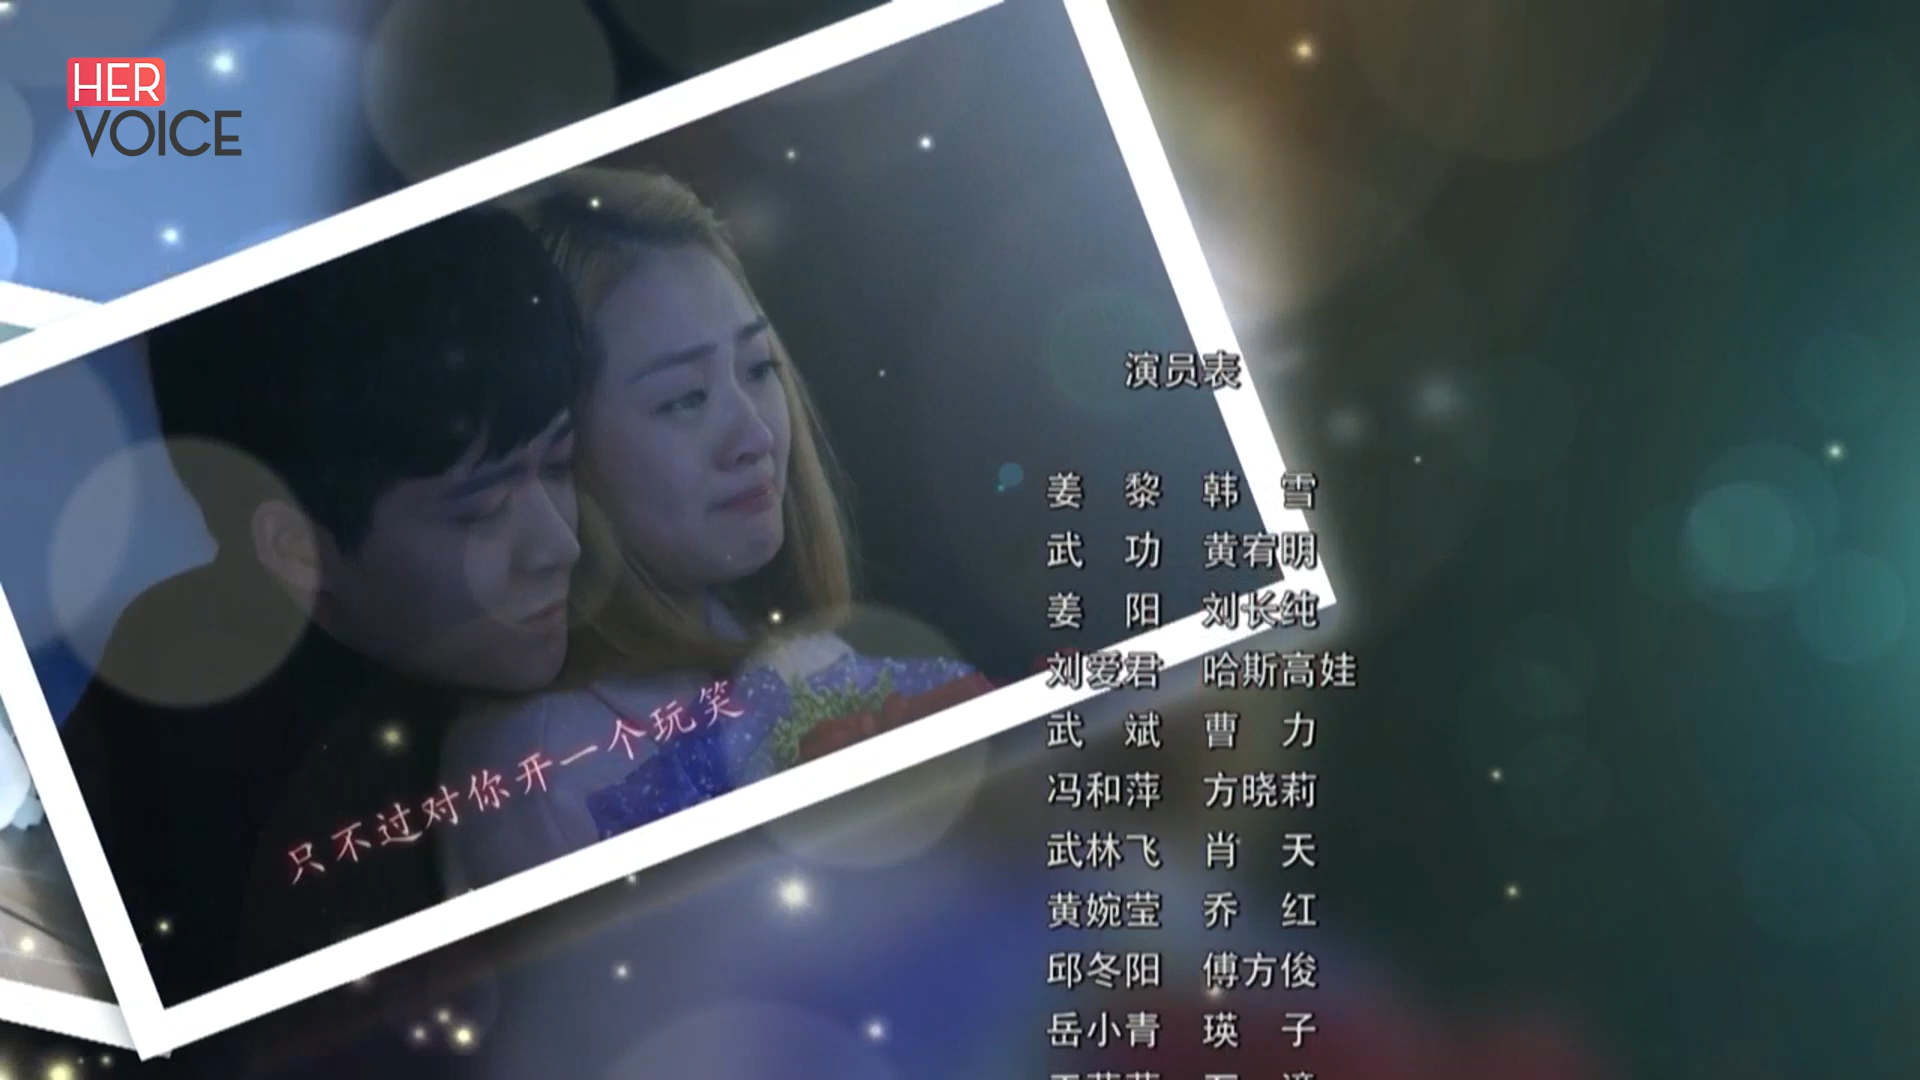 HER
VOICE
演员表
姜 黎 韩 雪
武 功 黄宥明
姜 阳 刘长纯
刘爱君 哈斯高娃
武 斌 曹 力
冯和萍 方晓莉
武林飞 肖 天
黄婉莹 乔 红
邱冬阳 傅方俊
岳小青 瑛 子
只不过对你开一个玩笑